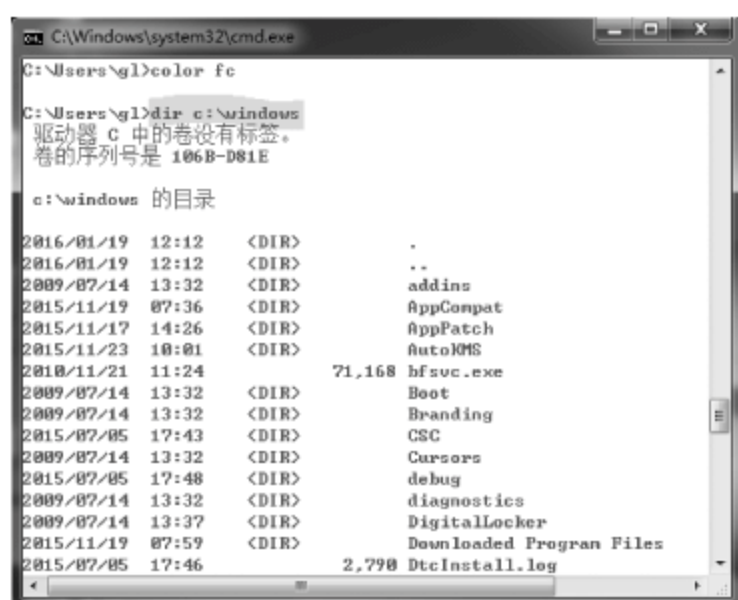 C:\Windows\system32\cmd.exe
C:\Users\gl>color fc
C:\Users\gl>dir c:\windows
驱动器 C 中的卷没有标签。
卷的序列号是 106B-D81E
c:\windows 的目录
2016/01/19 12:12 <DIR> .
2016/01/19 12:12 <DIR> ..
2009/07/14 13:32 <DIR> addins
2015/11/19 07:36 <DIR> AppCompat
2015/11/17 14:26 <DIR> AppPatch
2015/11/23 10:01 <DIR> AutoKMS
2010/11/21 11:24 71,168 bfsvc.exe
2009/07/14 13:32 <DIR> Boot
2009/07/14 13:32 <DIR> Branding
2015/07/05 17:43 <DIR> CSC
2009/07/14 13:32 <DIR> Cursors
2015/07/05 17:48 <DIR> debug
2009/07/14 13:32 <DIR> diagnostics
2009/07/14 13:37 <DIR> DigitalLocker
2015/11/19 07:59 <DIR> Downloaded Program Files
2015/07/05 17:46 2,790 DtcInstall.log